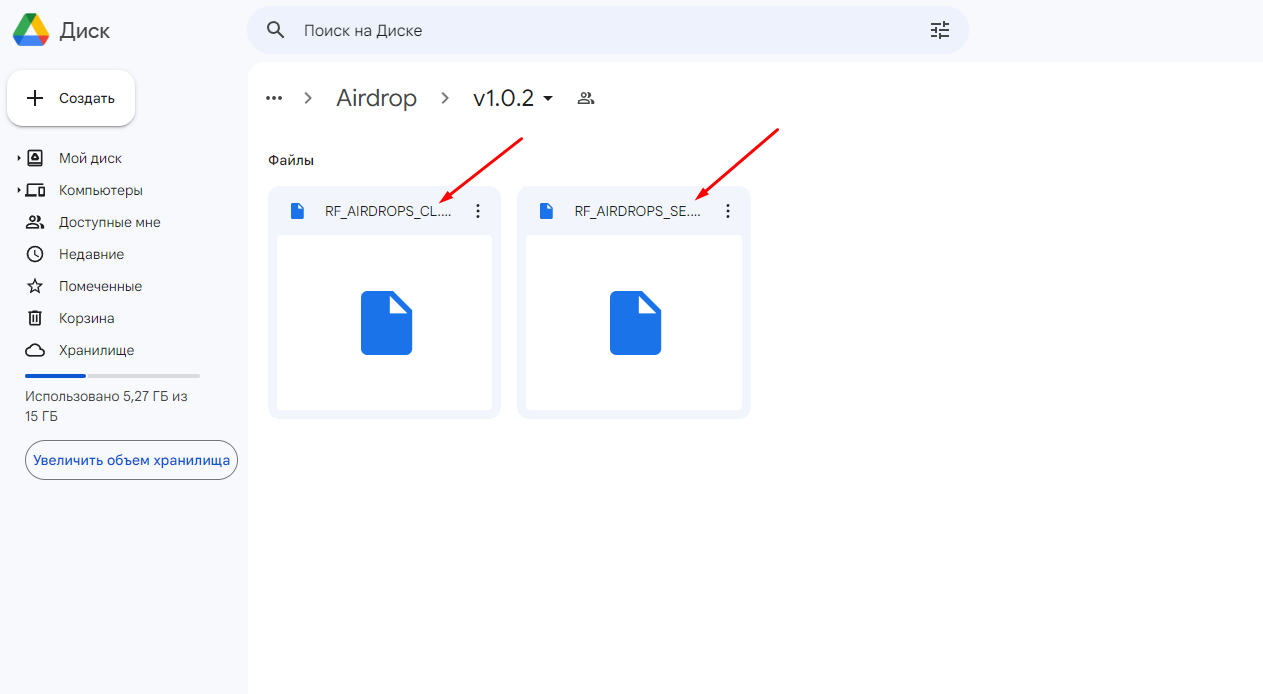 Диск
Поиск на Диске
Создать
Airdrop
v1.0.2
Мой диск
Компьютеры
Доступные мне
Недавние
Помеченные
Корзина
Хранилище
Использовано 5,27 ГБ из
15 ГБ
Увеличить объем хранилища
Файлы
RF_AIRDROPS_CL....
RF_AIRDROPS_SE....